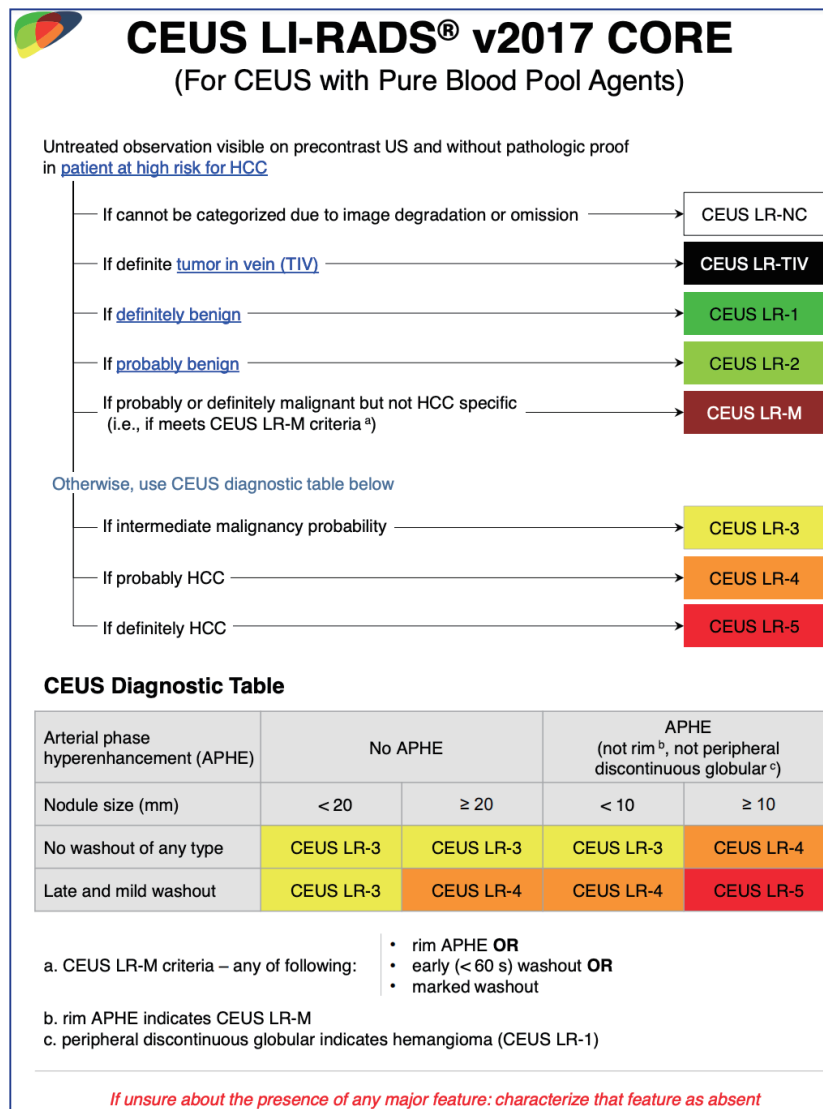 CEUS LI-RADS® v2017 CORE
(For CEUS with Pure Blood Pool Agents)
Untreated observation visible on precontrast US and without pathologic proof
in patient at high risk for HCC
If cannot be categorized due to image degradation or omission CEUS LR-NC
If definite tumor in vein (TIV) CEUS LR-TIV
If definitely benign CEUS LR-1
If probably benign CEUS LR-2
If probably or definitely malignant but not HCC specific
(i.e., if meets CEUS LR-M criteria ª) CEUS LR-M
Otherwise, use CEUS diagnostic table below
If intermediate malignancy probability CEUS LR-3
If probably HCC CEUS LR-4
If definitely HCC CEUS LR-5
CEUS Diagnostic Table
Arterial phase
hyperenhancement (APHE)
No APHE
APHE
(not rim ᵇ, not peripheral
discontinuous globular ᶜ)
Nodule size (mm) < 20 ≥ 20 < 10 ≥ 10
No washout of any type CEUS LR-3 CEUS LR-3 CEUS LR-3 CEUS LR-4
Late and mild washout CEUS LR-3 CEUS LR-4 CEUS LR-4 CEUS LR-5
a. CEUS LR-M criteria – any of following:
• rim APHE OR
• early (< 60 s) washout OR
• marked washout
b. rim APHE indicates CEUS LR-M
c. peripheral discontinuous globular indicates hemangioma (CEUS LR-1)
If unsure about the presence of any major feature: characterize that feature as absent